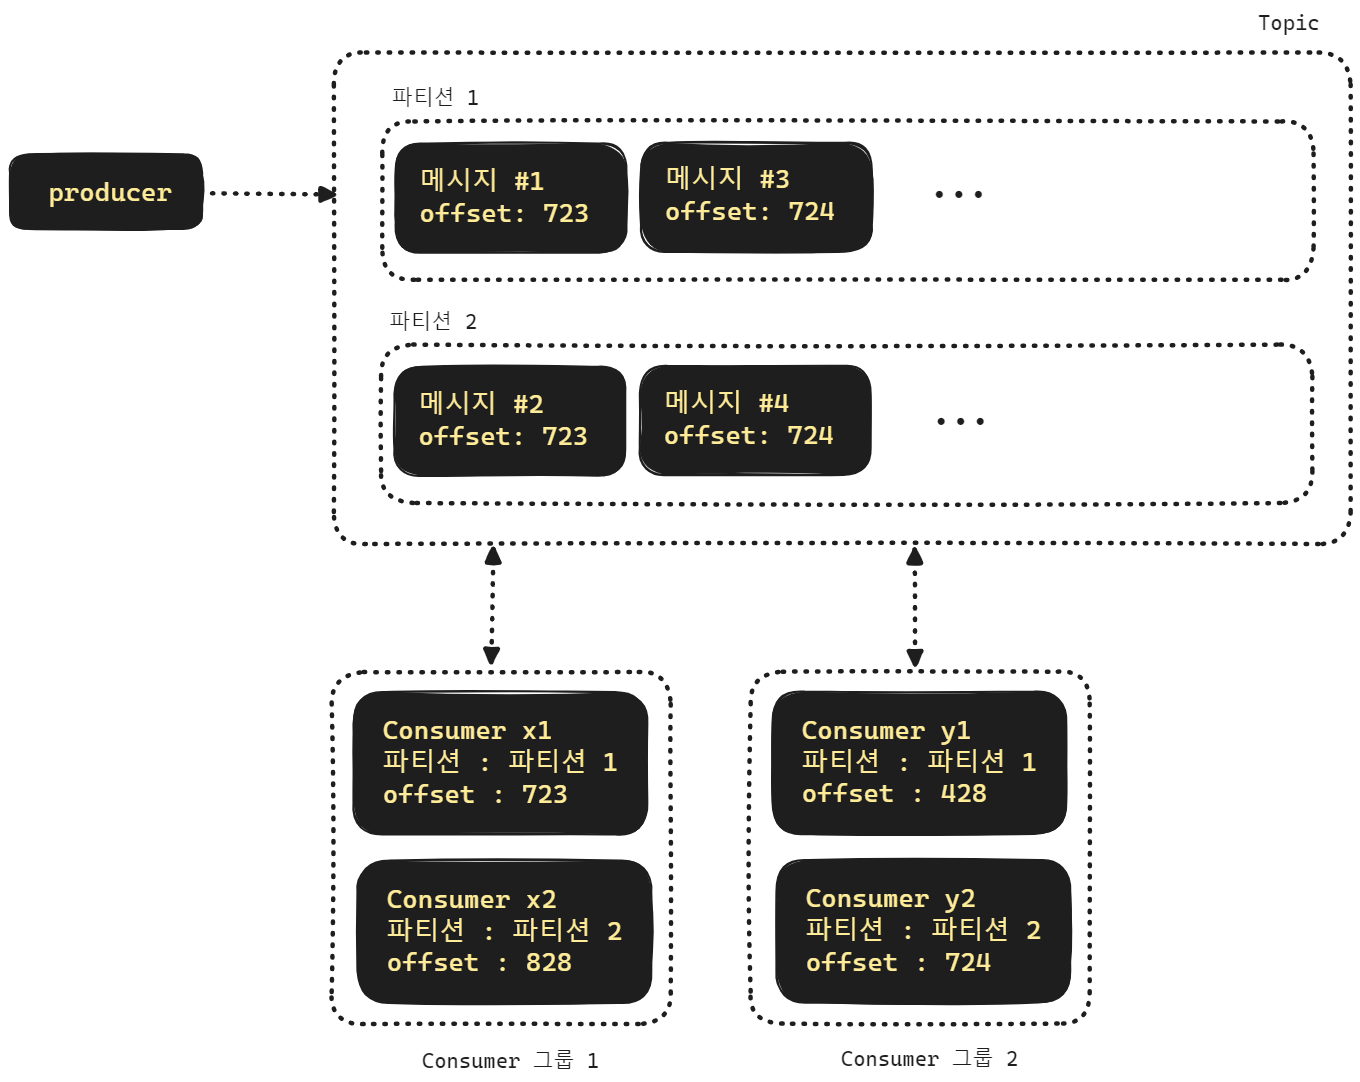 Topic
파티션 1
producer
메시지 #1
offset: 723
메시지 #3
offset: 724
...
파티션 2
메시지 #2
offset: 723
메시지 #4
offset: 724
...
Consumer x1
파티션 : 파티션 1
offset : 723
Consumer x2
파티션 : 파티션 2
offset : 828
Consumer 그룹 1
Consumer y1
파티션 : 파티션 1
offset : 428
Consumer y2
파티션 : 파티션 2
offset : 724
Consumer 그룹 2